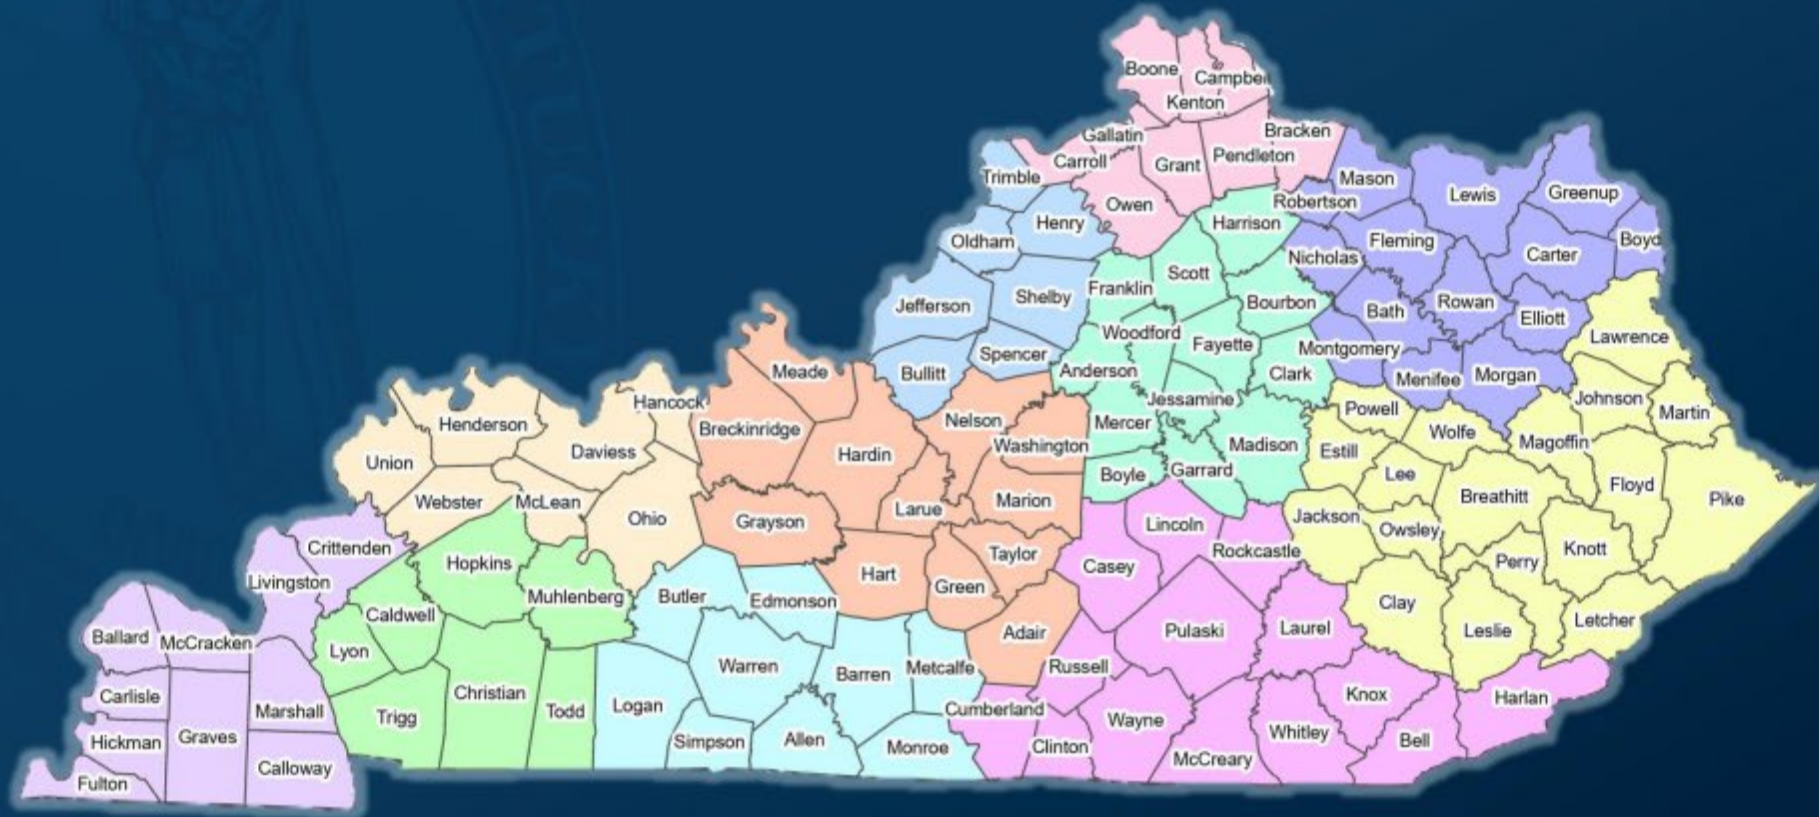 Boone
Campbel
Kenton
Gallatin
Bracken
Carroll
Grant
Pendleton
Trimble
Owen
Mason
Robertson
Lewis
Greenup
Henry
Harrison
Oldham
Fleming
Boyd
Nicholas
Carter
Scott
Franklin
Shelby
Jefferson
Bourbon
Bath
Rowan
Elliott
Woodford
Lawrence
Fayette
Montgomery
Spencer
Anderson
Clark
Bullitt
Meade
Menifee
Morgan
Jessamine
Johnson
Hancock
Powell
Martin
Henderson
Breckinridge
Nelson
Mercer
Washington
Madison
Wolfe
Magoffin
Daviess
Estill
Union
Hardin
Boyle
Garrard
Lee
Floyd
Webster
McLean
Ohio
Grayson
Larue
Marion
Breathitt
Pike
Lincoln
Jackson
Owsley
Crittenden
Rockcastle
Knott
Hopkins
Taylor
Casey
Perry
Livingston
Hart
Green
Muhlenberg
Butler
Edmonson
Clay
Caldwell
Letcher
Ballard
McCracken
Adair
Pulaski
Laurel
Leslie
Lyon
Warren
Barren
Metcalfe
Russell
Carlisle
Christian
Knox
Harlan
Marshall
Trigg
Todd
Logan
Cumberland
Wayne
Hickman
Graves
Simpson
Allen
Monroe
Clinton
Whitley
Bell
McCreary
Calloway
Fulton